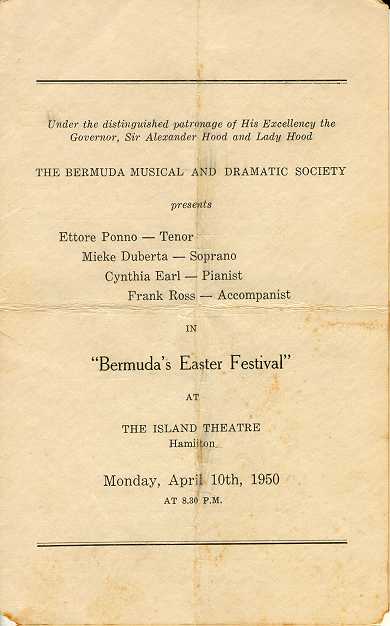 Under the distinguished patronage of His Excellency the
Governor, Sir Alexander Hood and Lady Hood
THE BERMUDA MUSICAL AND DRAMATIC SOCIETY
presents
Ettore Ponno — Tenor
Mieke Duberta — Soprano
Cynthia Earl — Pianist
Frank Ross — Accompanist
IN
"Bermuda's Easter Festival"
AT
THE ISLAND THEATRE
Hamilton
Monday, April 10th, 1950
AT 8.30 P.M.